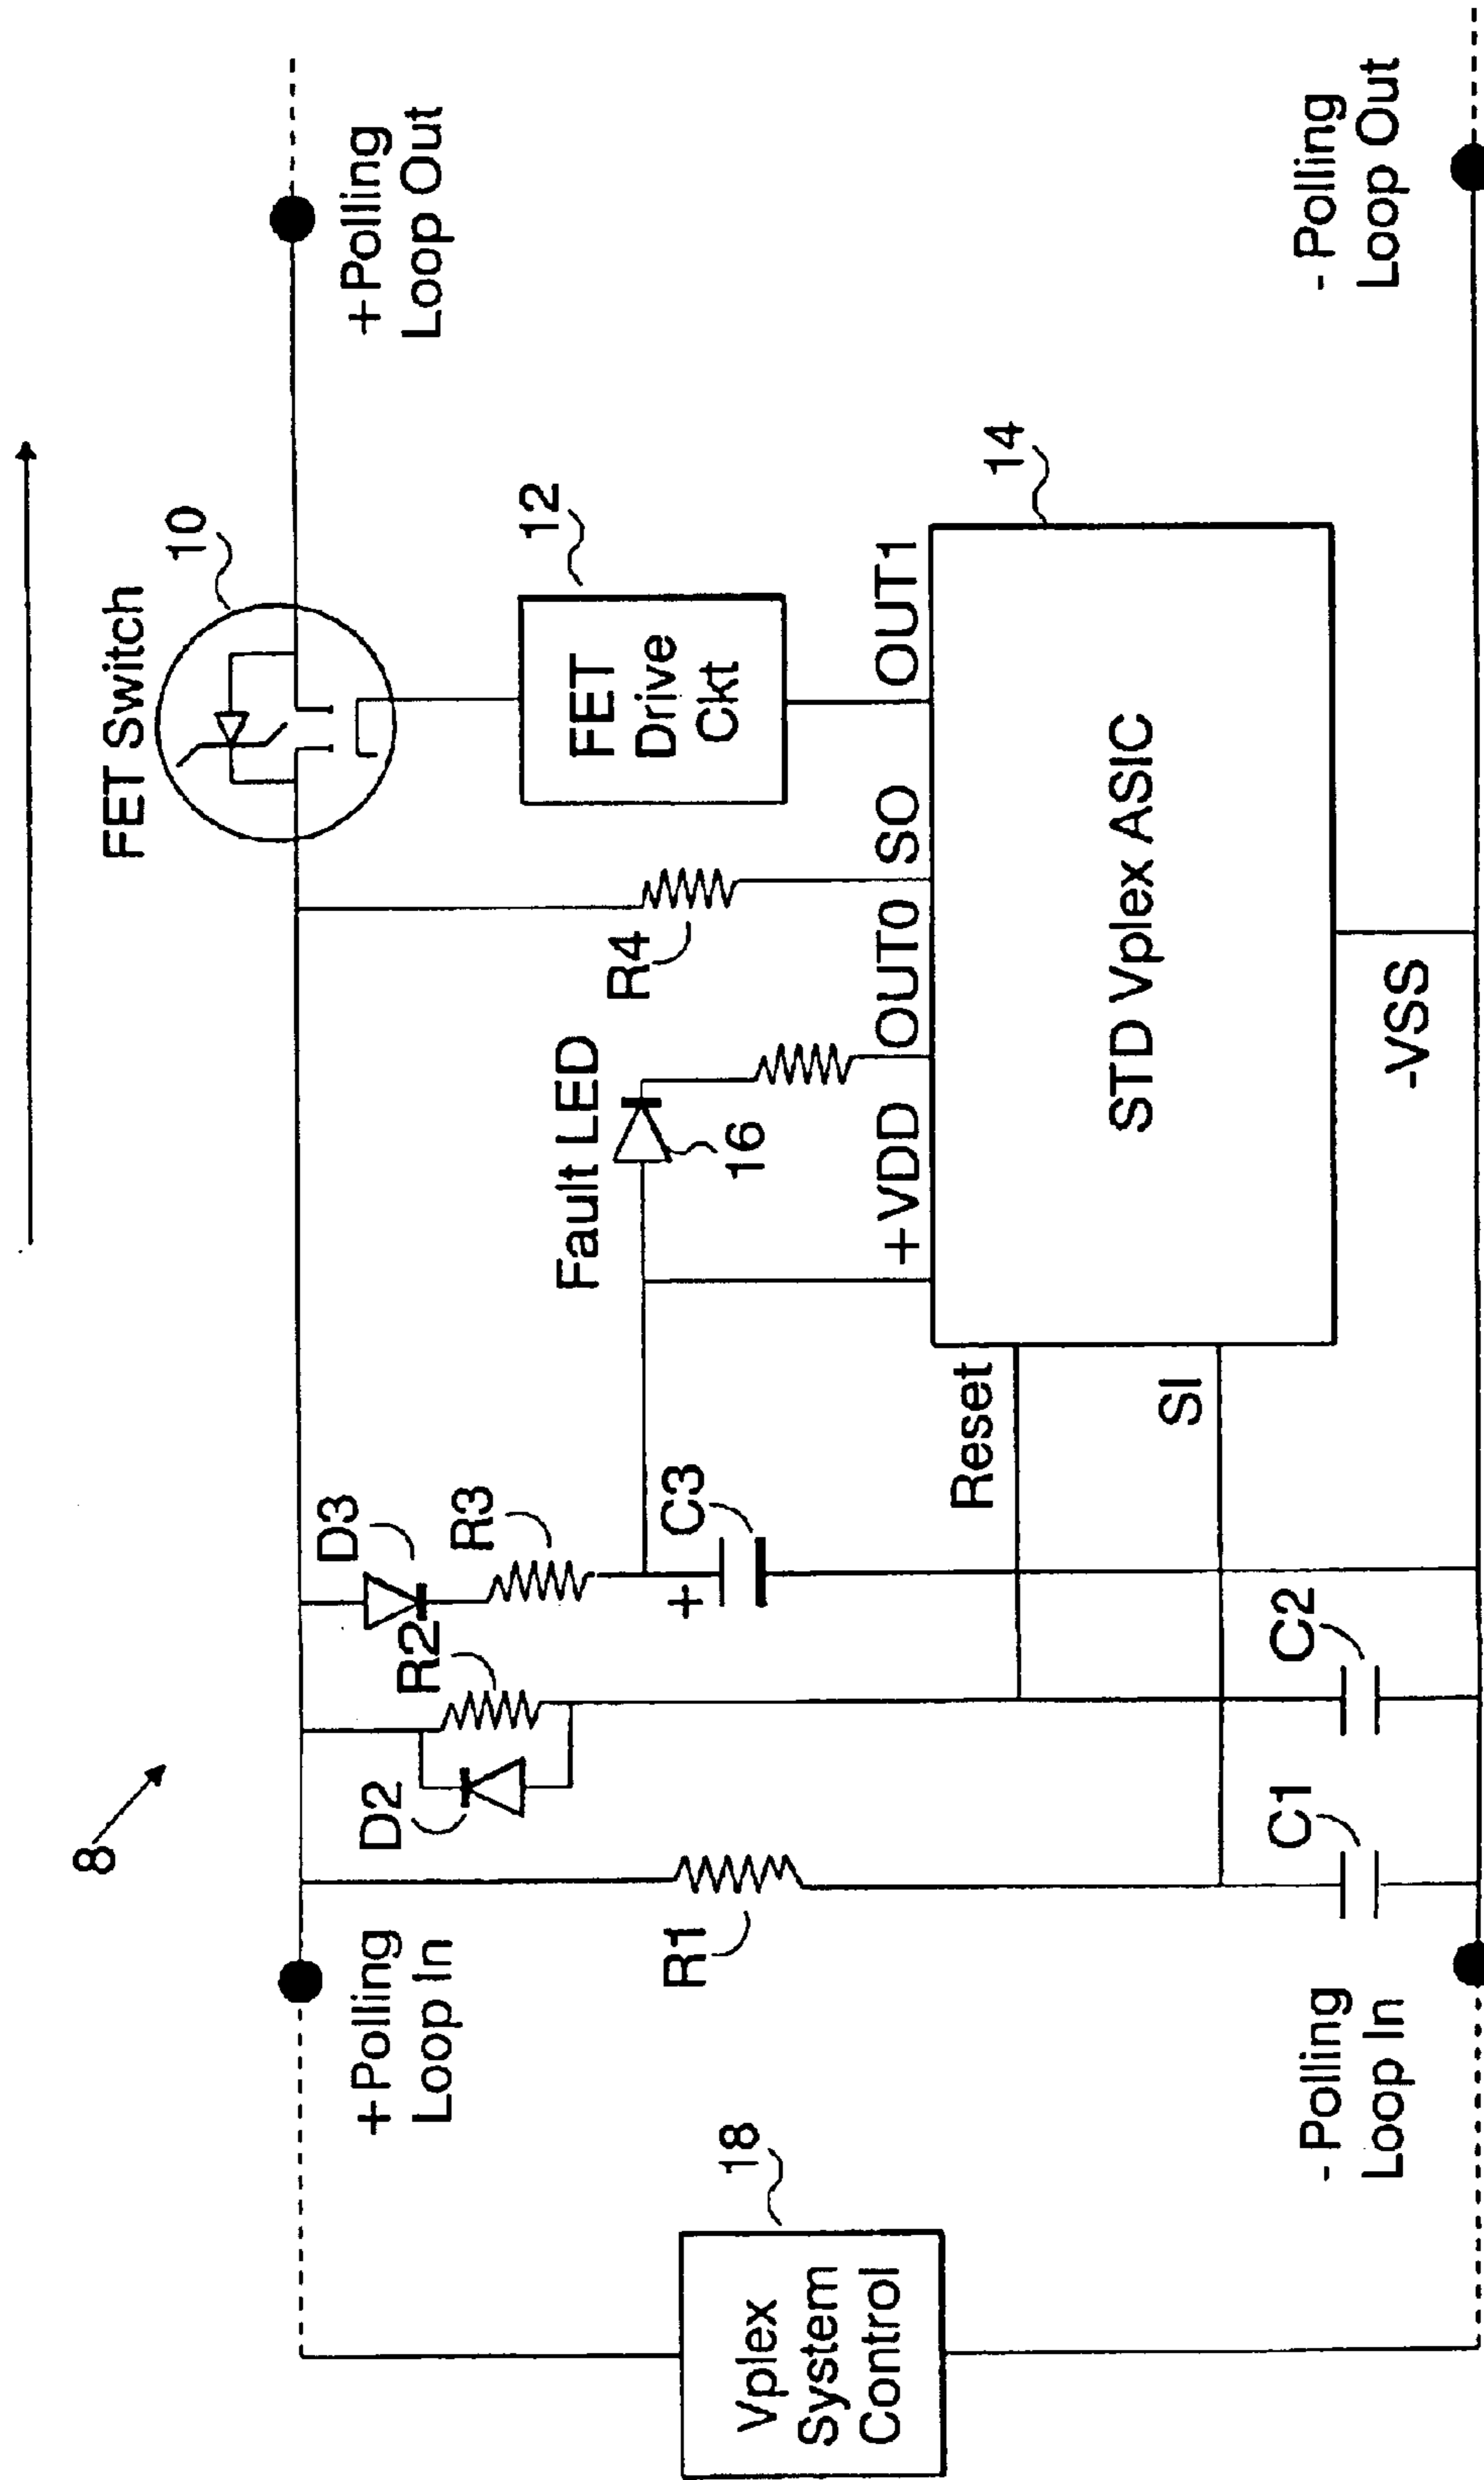 8
FET Switch
10
+Polling
Loop In
+Polling
Loop Out
D3
D2
R2
R3
12
FET
Drive
Ckt
Fault LED
16
R4
R1
C3
+
18
Vplex
System
Control
+VDD
OUT0
SO
OUT1
14
Reset
SI
STD Vplex ASIC
C1
C2
-VSS
- Polling
Loop In
- Polling
Loop Out